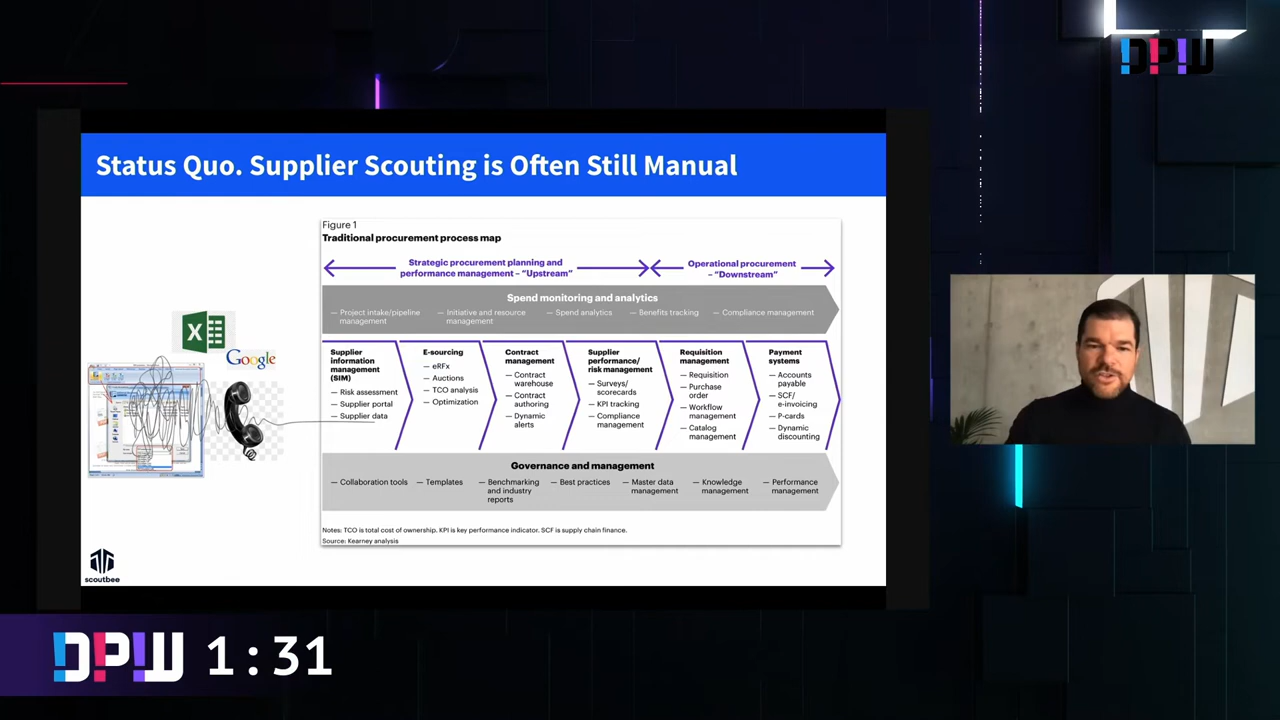 DPW
Status Quo. Supplier Scouting is Often Still Manual
Figure 1
Traditional procurement process map
Strategic procurement planning and
performance management – “Upstream”
Operational procurement
– “Downstream”
Spend monitoring and analytics
— Project intake/pipeline
management
— Initiative and resource
management
— Spend analytics
— Benefits tracking
— Compliance management
Supplier
information
management
(SIM)
— Risk assessment
— Supplier portal
— Supplier data
E-sourcing
— eRFx
— Auctions
— TCO analysis
— Optimization
Contract
management
— Contract
warehouse
— Contract
authoring
— Dynamic
alerts
Supplier
performance/
risk management
— Surveys/
scorecards
— KPI tracking
— Compliance
management
Requisition
management
— Requisition
— Purchase
order
— Workflow
management
— Catalog
management
Payment
systems
— Accounts
payable
— SCF/
e-invoicing
— P-cards
— Dynamic
discounting
Governance and management
— Collaboration tools
— Templates
— Benchmarking
and industry
reports
— Best practices
— Master data
management
— Knowledge
management
— Performance
management
Notes: TCO is total cost of ownership. KPI is key performance indicator. SCF is supply chain finance.
Source: Kearney analysis
Google
scoutbee
DPW 1:31